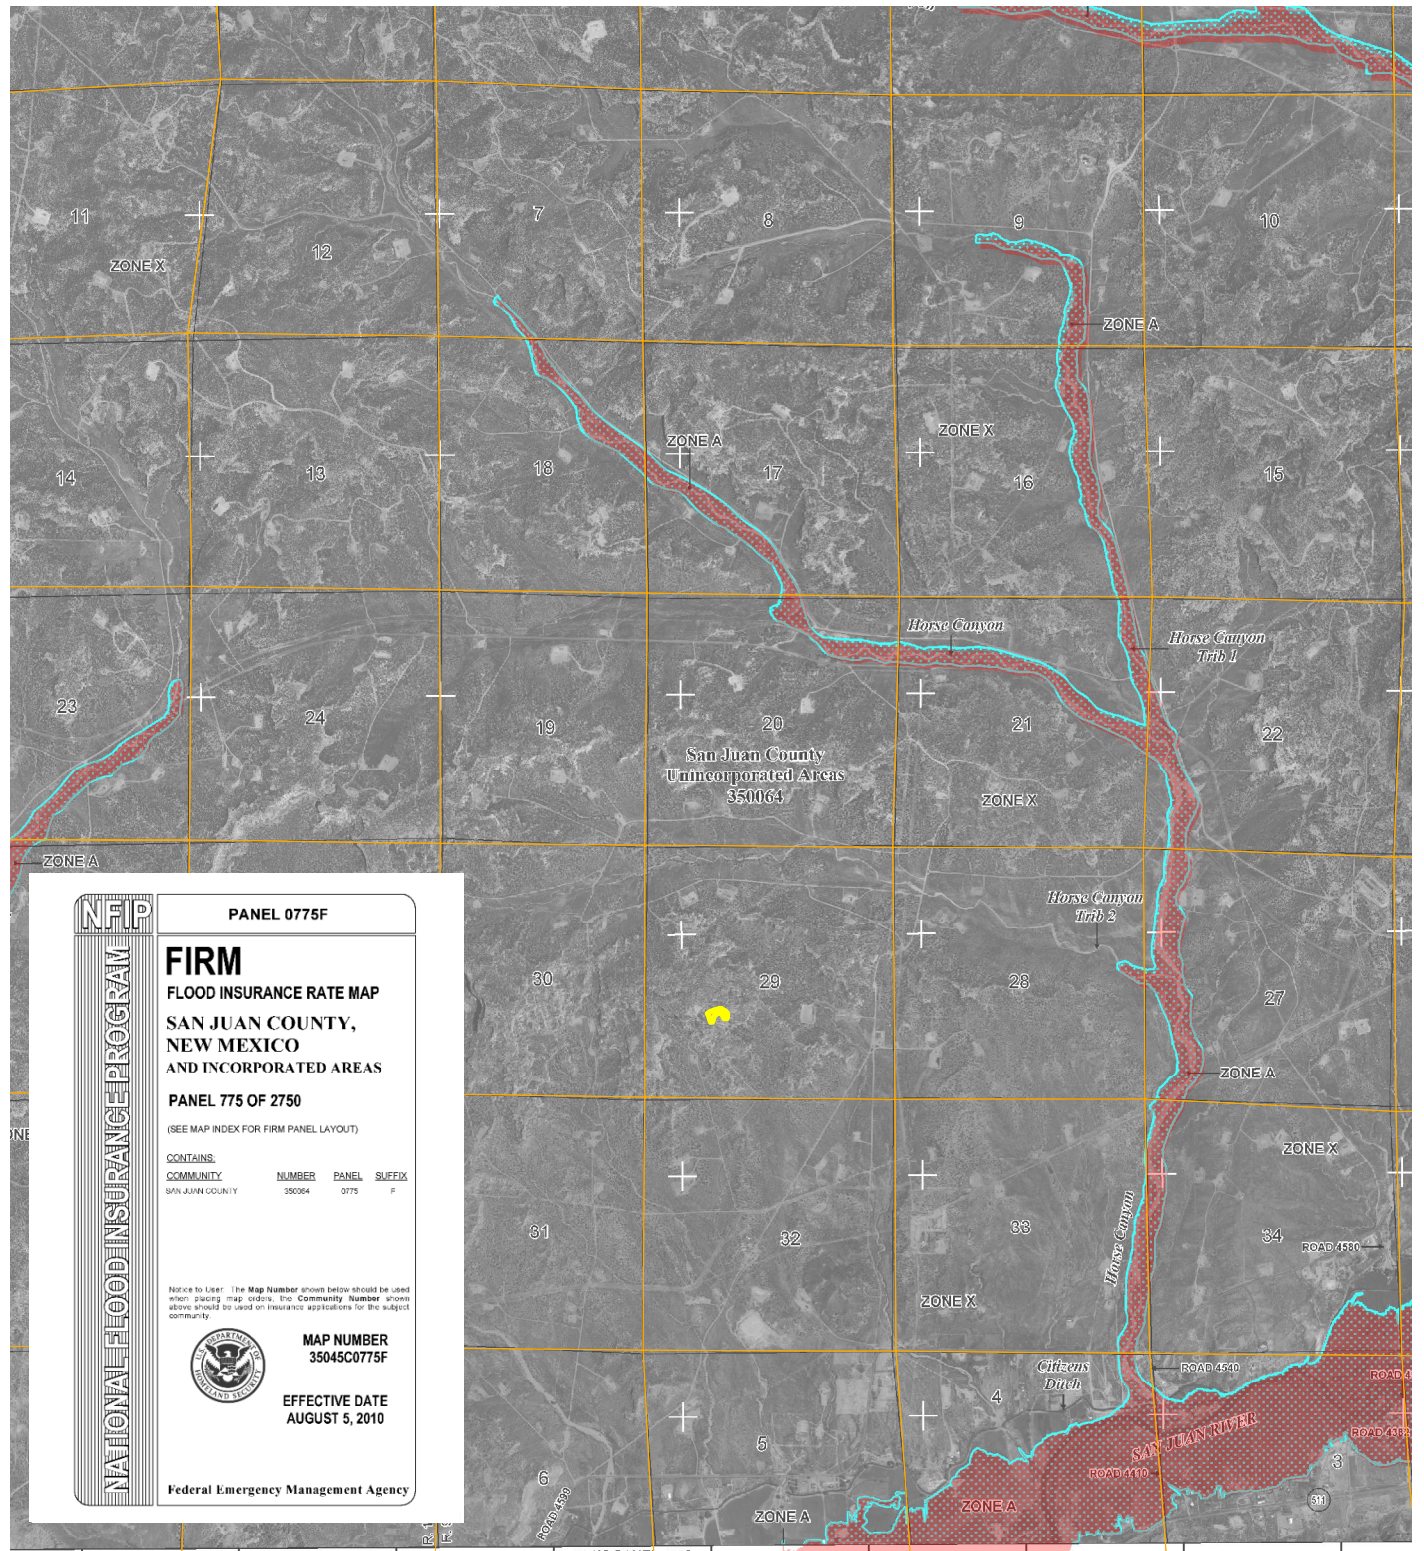 11
12
7
8
9
10
ZONE X
ZONE A
ZONE A
ZONE X
14
13
18
17
16
15
Horse Canyon
Horse Canyon
Trib 1
23
24
19
20
21
22
San Juan County
Unincorporated Areas
350064
ZONE X
ZONE A
Horse Canyon
Trib 2
30
29
28
27
ZONE A
ZONE X
31
32
33
34
Horse Canyon
ROAD 4580
ZONE X
Citizens
Ditch
ROAD 4540
4
5
6
3
SAN JUAN RIVER
ROAD 4410
ZONE A
ZONE A
ROAD 4590
511
NFIP
PANEL 0775F
NATIONAL FLOOD INSURANCE PROGRAM
FIRM
FLOOD INSURANCE RATE MAP
SAN JUAN COUNTY,
NEW MEXICO
AND INCORPORATED AREAS
PANEL 775 OF 2750
(SEE MAP INDEX FOR FIRM PANEL LAYOUT)
CONTAINS:
COMMUNITY NUMBER PANEL SUFFIX
SAN JUAN COUNTY 350064 0775 F
Notice to User: The Map Number shown below should be used
when placing map orders; the Community Number shown
above should be used on insurance applications for the subject
community.
U.S. DEPARTMENT OF
HOMELAND SECURITY
MAP NUMBER
35045C0775F
EFFECTIVE DATE
AUGUST 5, 2010
Federal Emergency Management Agency